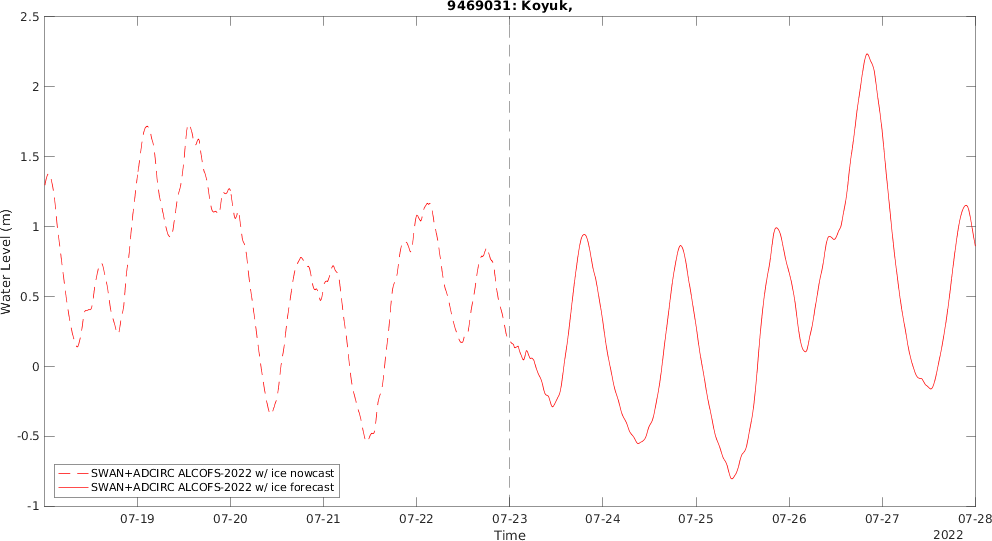 9469031: Koyuk,
2.5
2
1.5
1
0.5
0
-0.5
-1
Water Level (m)
SWAN+ADCIRC ALCOFS-2022 w/ ice nowcast
SWAN+ADCIRC ALCOFS-2022 w/ ice forecast
07-19 07-20 07-21 07-22 07-23 07-24 07-25 07-26 07-27 07-28
Time
2022